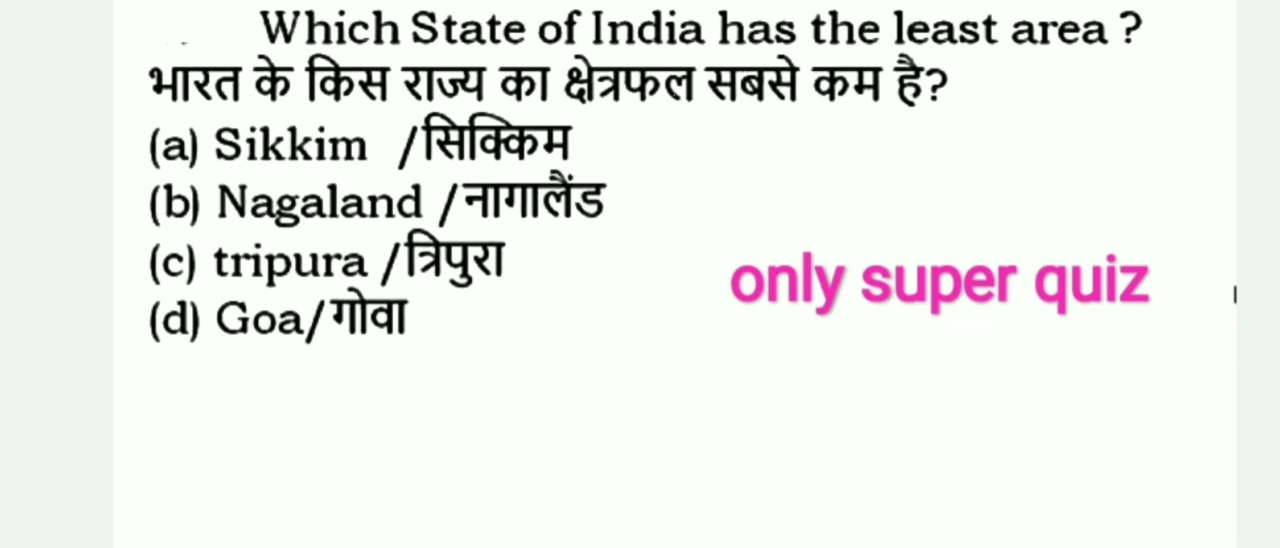 Which State of India has the least area ?
भारत के किस राज्य का क्षेत्रफल सबसे कम है?
(a) Sikkim /सिक्किम
(b) Nagaland /नागालैंड
(c) tripura /त्रिपुरा
only super quiz
(d) Goa/गोवा